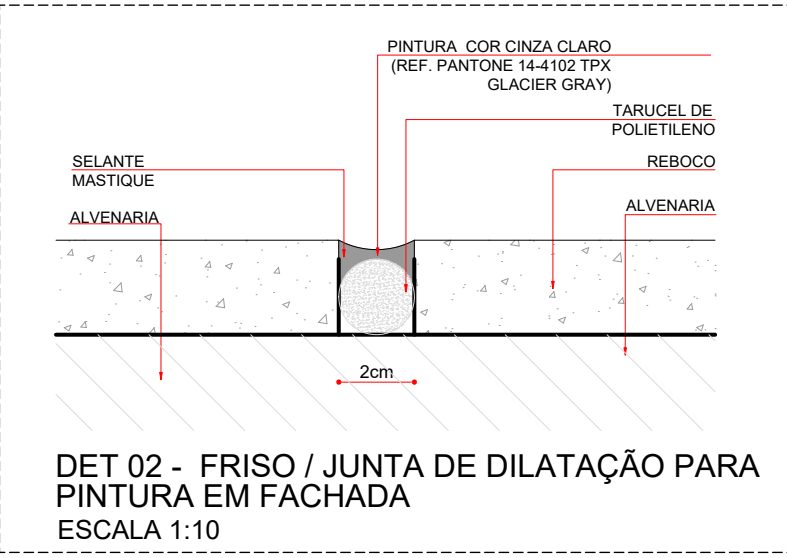 PINTURA COR CINZA CLARO
(REF. PANTONE 14-4102 TPX
GLACIER GRAY)
TARUCEL DE
POLIETILENO
SELANTE
MASTIQUE
REBOCO
ALVENARIA
ALVENARIA
2cm
DET 02 - FRISO / JUNTA DE DILATAÇÃO PARA
PINTURA EM FACHADA
ESCALA 1:10